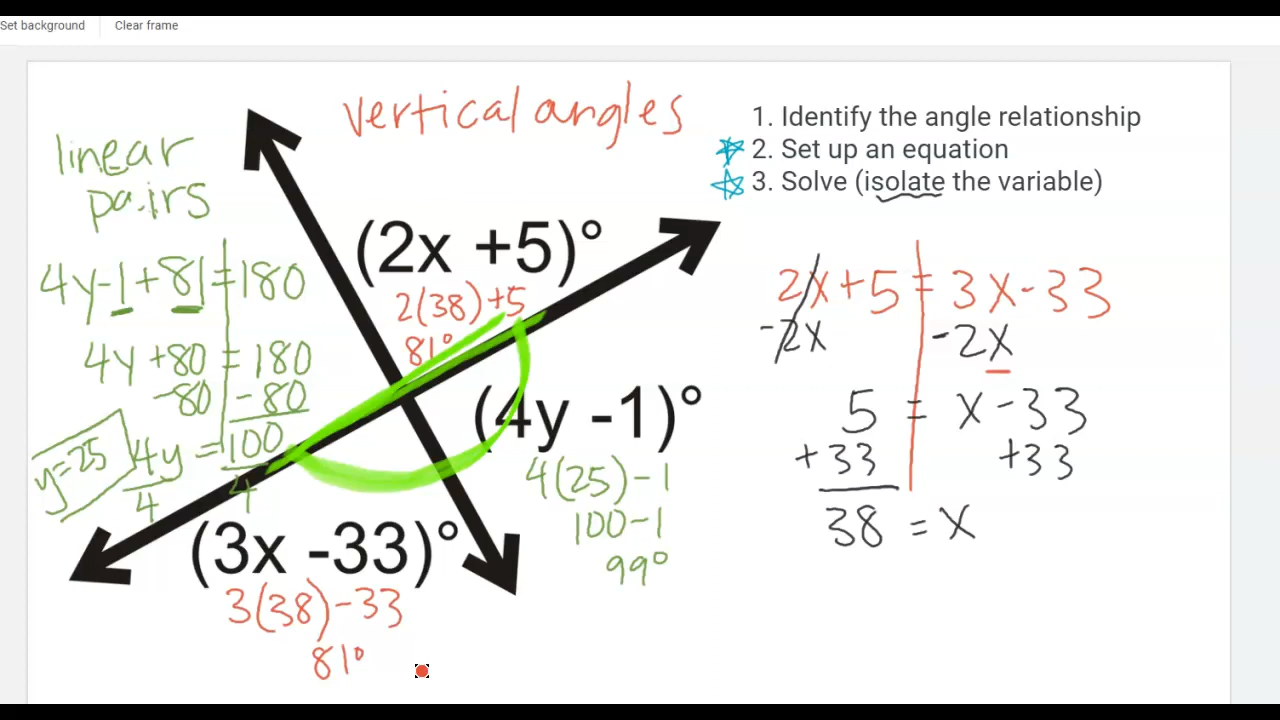 Set background
Clear frame
vertical angles
linear
pairs
1. Identify the angle relationship
2. Set up an equation
3. Solve (isolate the variable)
(2x +5)°
2(38)+5
81°
4y-1+81=180
4y+80=180
-80 -80
4y=100
4 4
y=25
(4y -1)°
4(25)-1
100-1
99°
(3x -33)°
3(38)-33
81°
2x+5=3x-33
-2x -2x
5 = x-33
+33 +33
38 = x